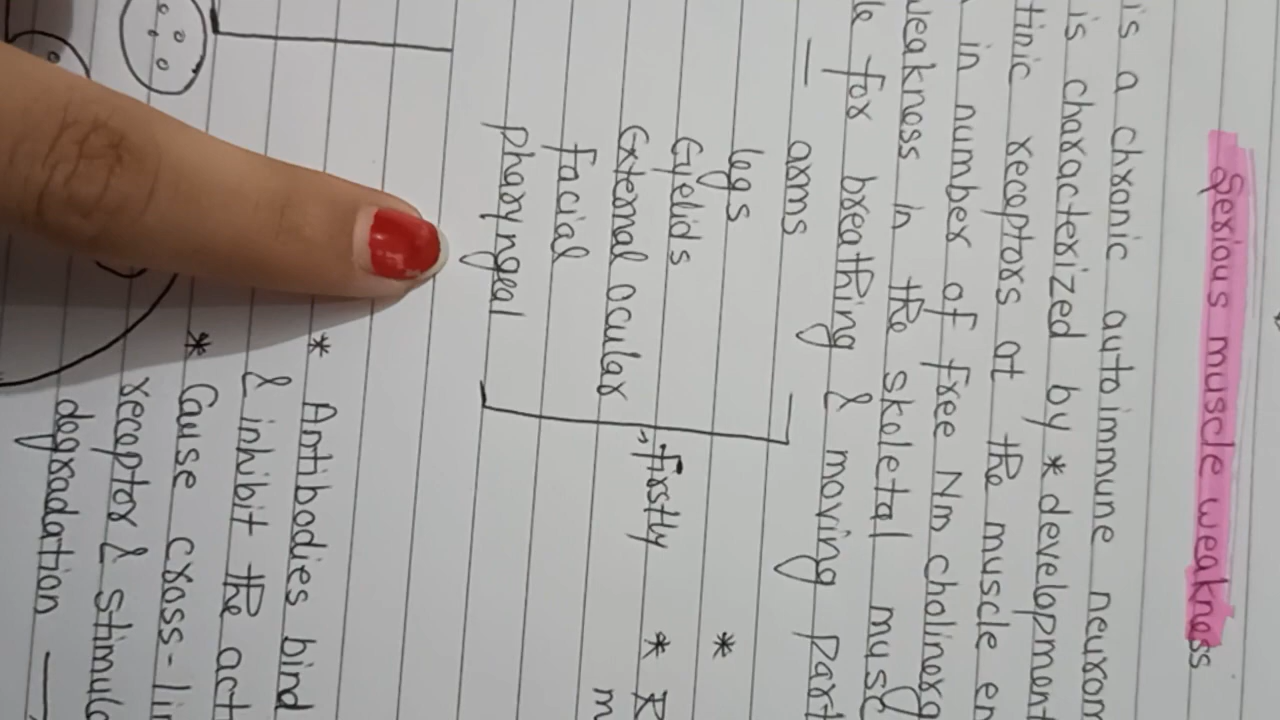 Serious muscle weakness
is a chronic autoimmune neurom
is characterized by * development
tinic receptors at the muscle en
in number of free Nm cholinerg
weakness in the skeletal musc
le for breathing & moving part
— arms
legs
*
Eyelids
External ocular
firstly
* R
m
facial
pharyngeal
* Antibodies bind
& inhibit the act
* Cause cross-lin
receptor & stimula
degradation —